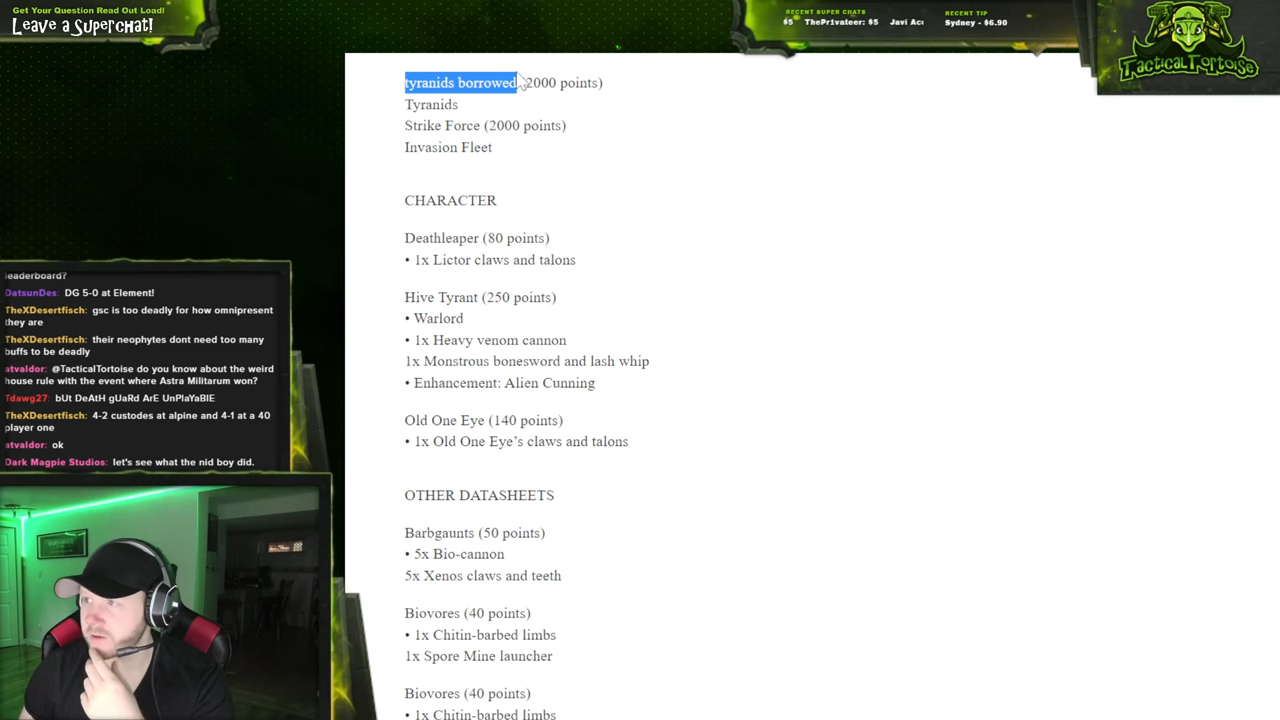 Get Your Question Read Out Loud!
Leave a Superchat!
RECENT SUPER CHATS
$5 ThePr1vateer: $5 Javi Ac
RECENT TIP
Sydney - $6.90
TACTICALTORTOISE
tyranids borrowed (2000 points)
Tyranids
Strike Force (2000 points)
Invasion Fleet
CHARACTER
Deathleaper (80 points)
• 1x Lictor claws and talons
Hive Tyrant (250 points)
• Warlord
• 1x Heavy venom cannon
1x Monstrous bonesword and lash whip
• Enhancement: Alien Cunning
Old One Eye (140 points)
• 1x Old One Eye's claws and talons
OTHER DATASHEETS
Barbgaunts (50 points)
• 5x Bio-cannon
5x Xenos claws and teeth
Biovores (40 points)
• 1x Chitin-barbed limbs
1x Spore Mine launcher
Biovores (40 points)
• 1x Chitin-barbed limbs
leaderboard?
DatsunDes: DG 5-0 at Element!
TheXDesertfisch: gsc is too deadly for how omnipresent
they are
TheXDesertfisch: their neophytes dont need too many
buffs to be deadly
atvaldor: @TacticalTortoise do you know about the weird
house rule with the event where Astra Militarum won?
Tdawg27: bUt DeAtH gUaRd ArE UnPlaYaBlE
TheXDesertfisch: 4-2 custodes at alpine and 4-1 at a 40
player one
atvaldor: ok
Dark Magpie Studios: let's see what the nid boy did.